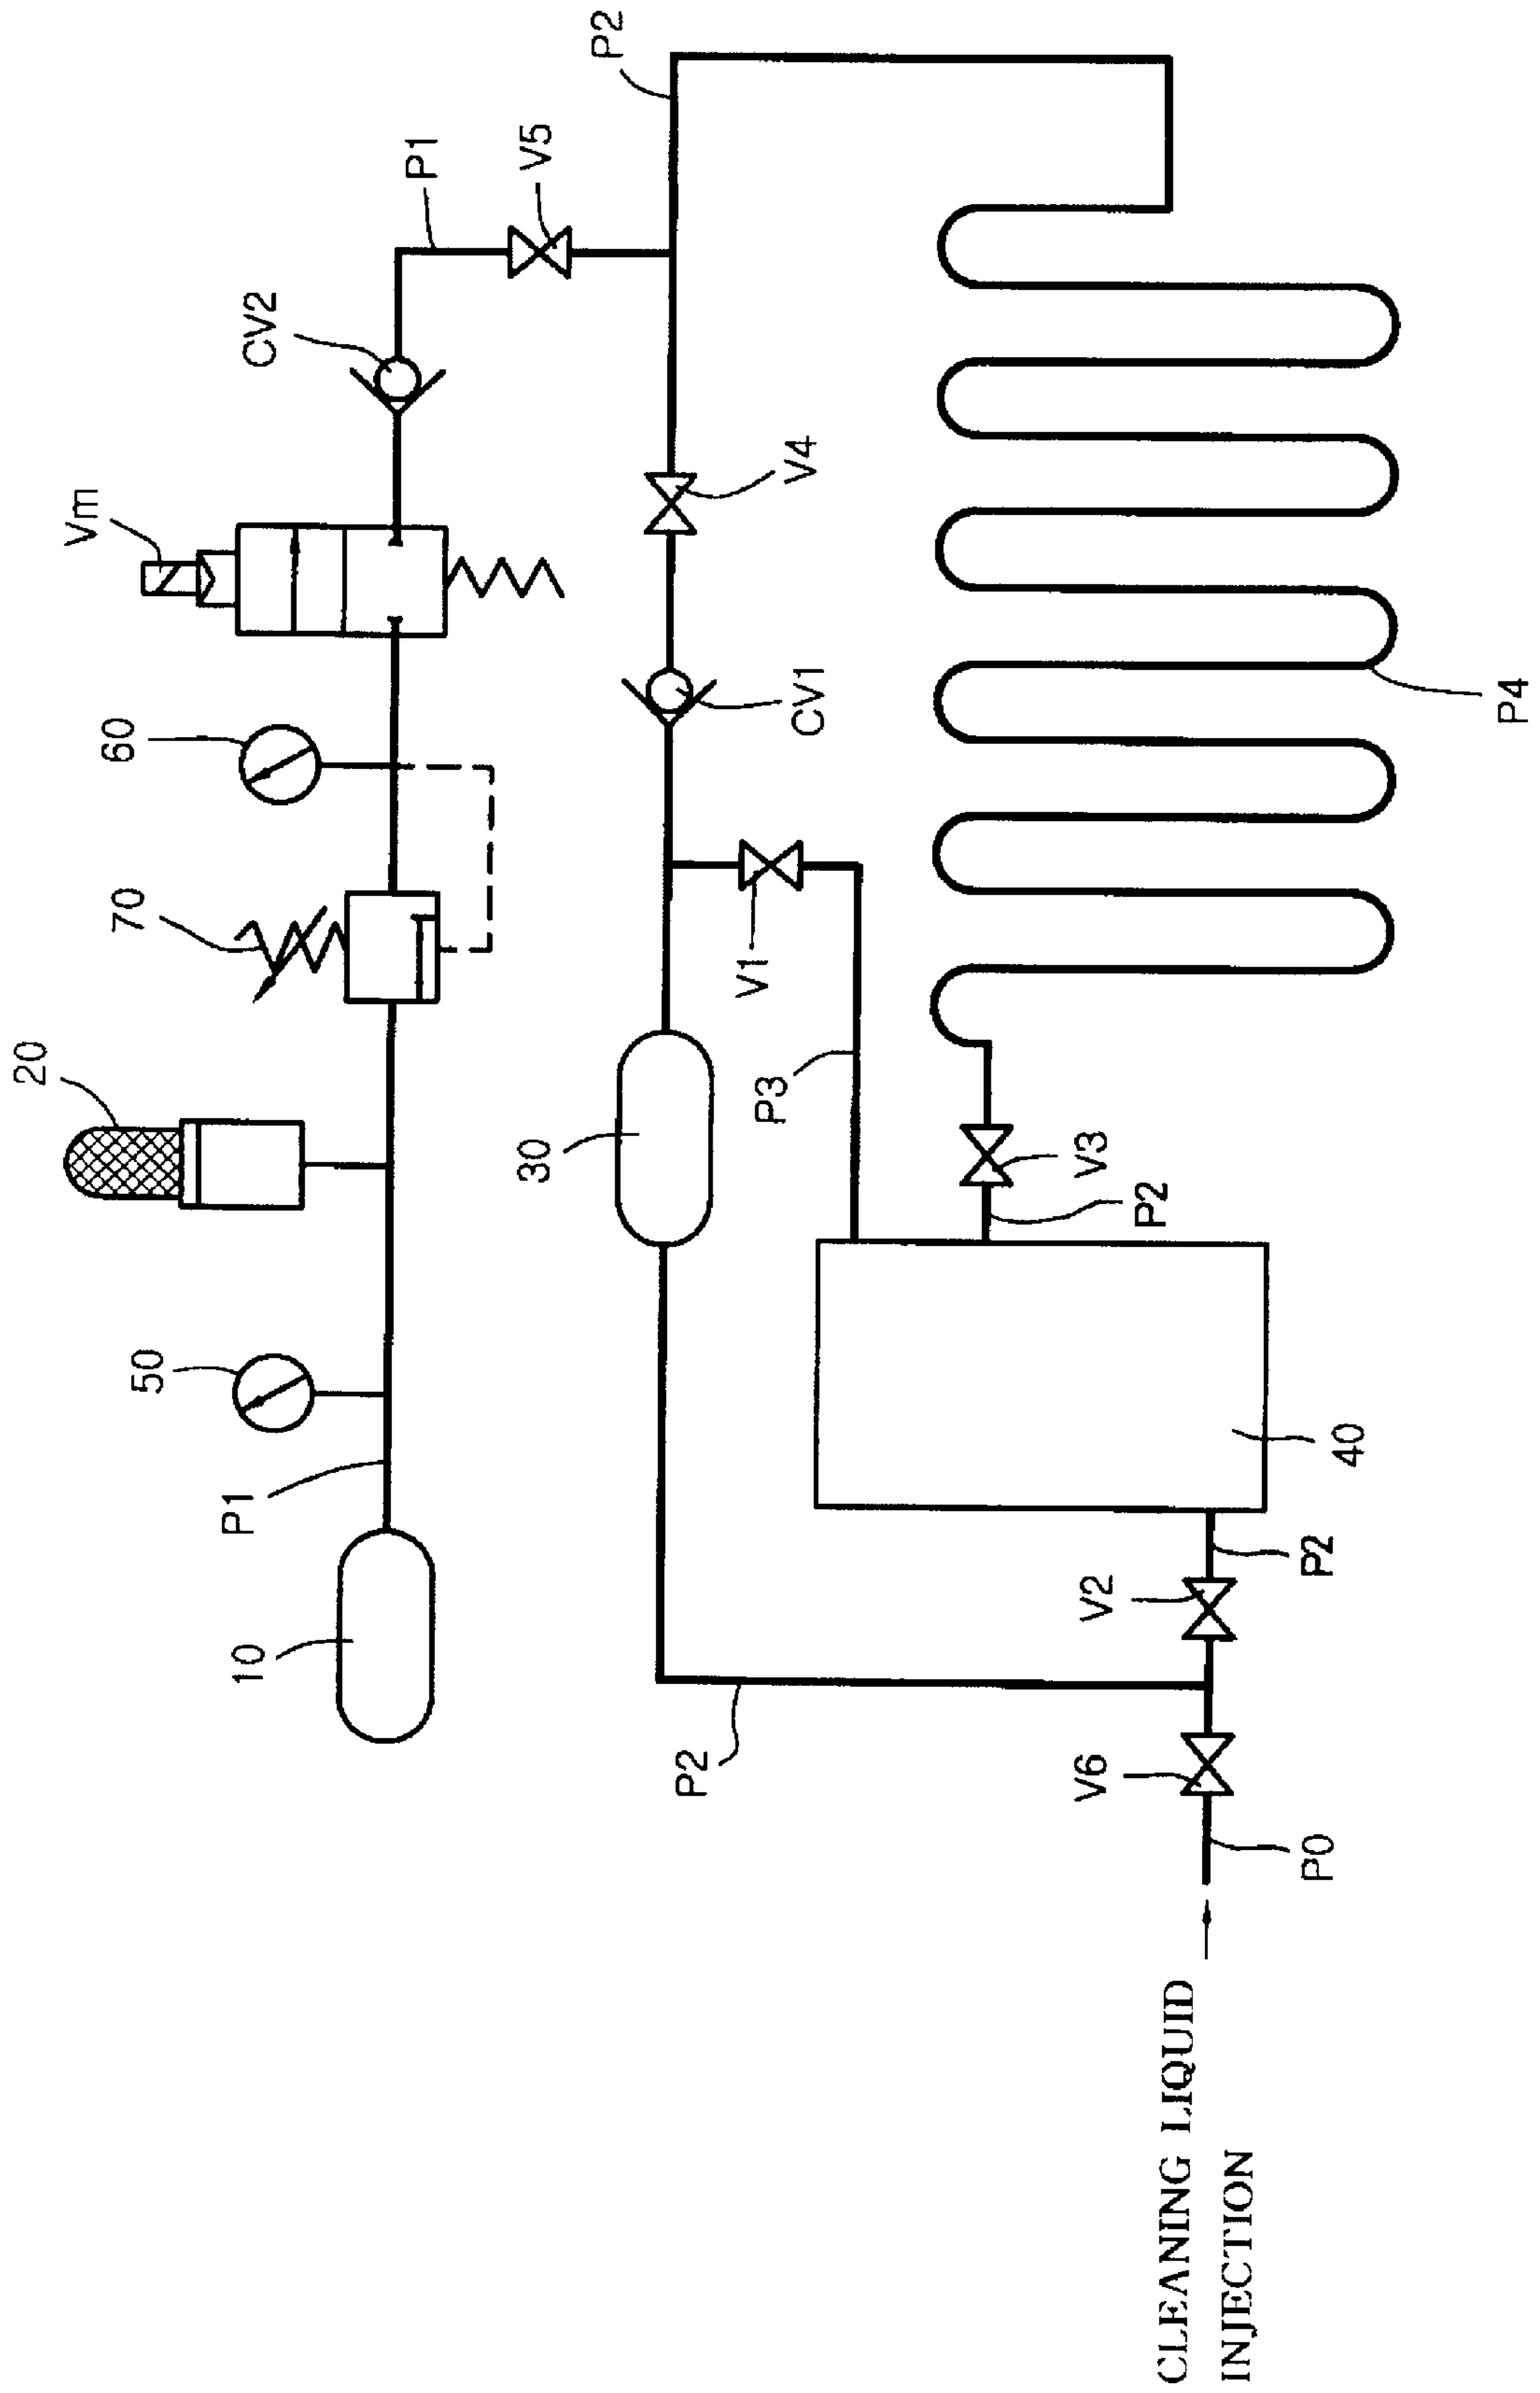 P2
P1
V5
CV2
Vm
V4
60
CV1
P4
70
V1
20
P3
30
V3
P2
50
P1
40
P2
V2
10
P2
V6
P0
CLEANING LIQUID
INJECTION